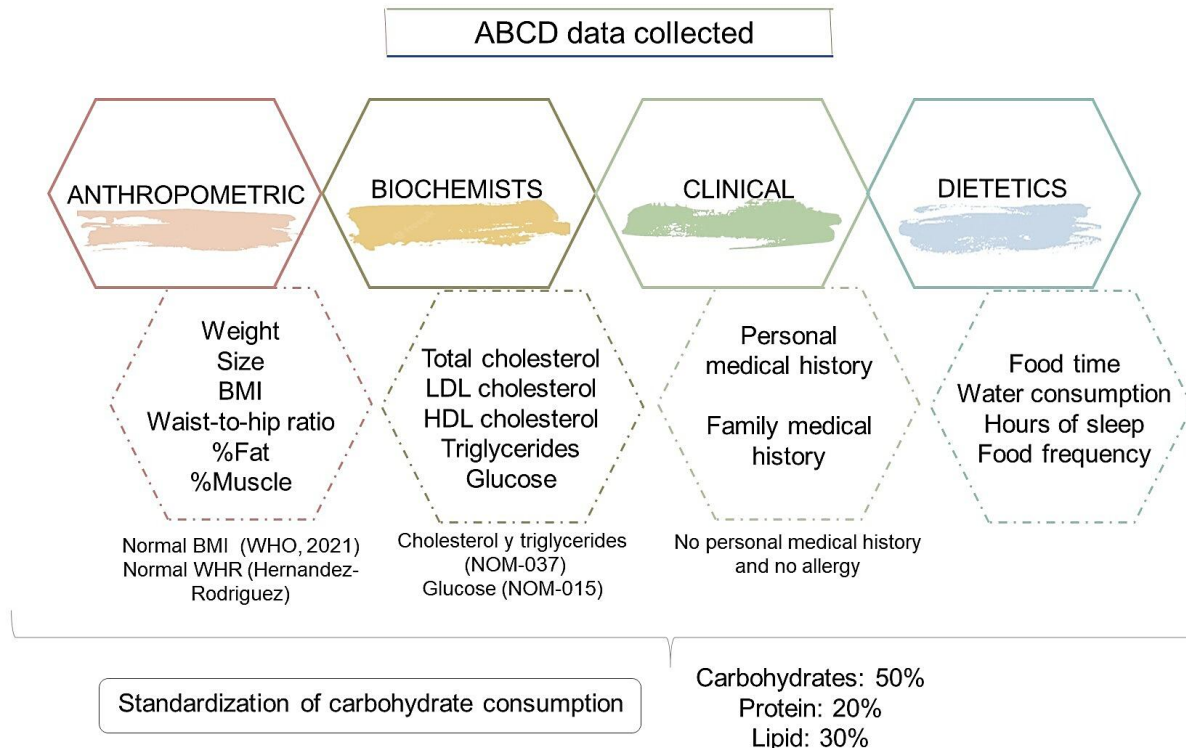 ABCD data collected
ANTHROPOMETRIC
BIOCHEMISTS
CLINICAL
DIETETICS
Weight
Size
BMI
Waist-to-hip ratio
%Fat
%Muscle
Total cholesterol
LDL cholesterol
HDL cholesterol
Triglycerides
Glucose
Personal
medical history
Family medical
history
Food time
Water consumption
Hours of sleep
Food frequency
Normal BMI (WHO, 2021)
Normal WHR (Hernandez-
Rodriguez)
Cholesterol y triglycerides
(NOM-037)
Glucose (NOM-015)
No personal medical history
and no allergy
Standardization of carbohydrate consumption
Carbohydrates: 50%
Protein: 20%
Lipid: 30%